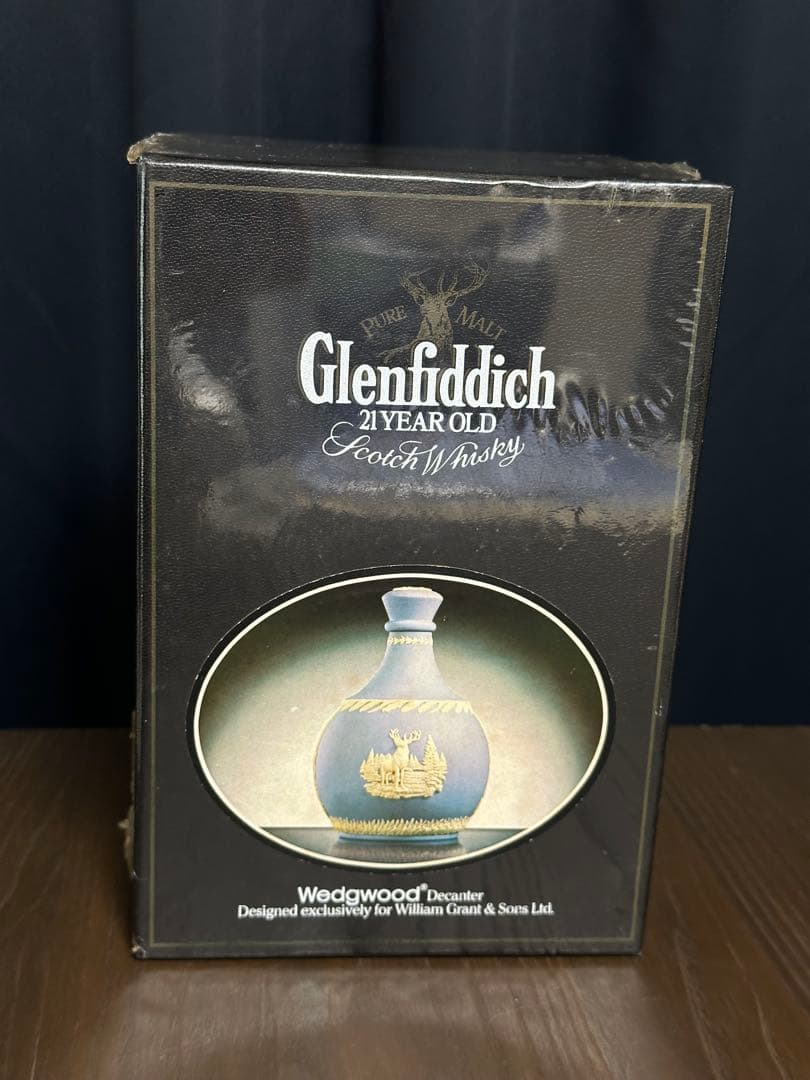 PURE MALT
Glenfiddich
21 YEAR OLD
Scotch Whisky
Wedgwood® Decanter
Designed exclusively for William Grant & Sons Ltd.